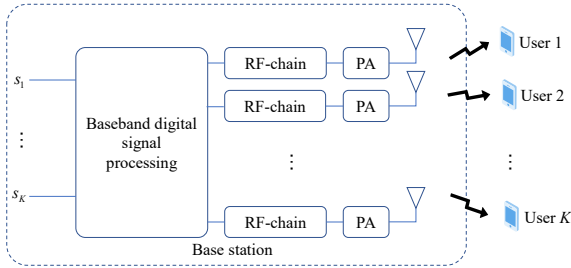 RF-chain
PA
User 1
s1
RF-chain
PA
User 2
Baseband digital
signal
processing
⋮
⋮
⋮
sK
RF-chain
PA
User K
Base station